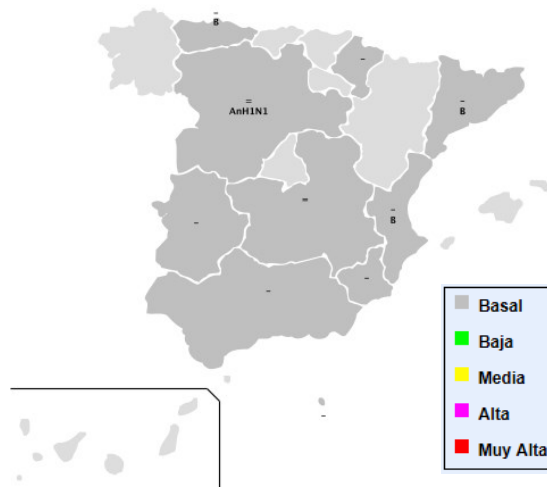 –
B
–
=
AnH1N1
–
B
=
–
B
–
–
–
–
Basal
Baja
Media
Alta
Muy Alta